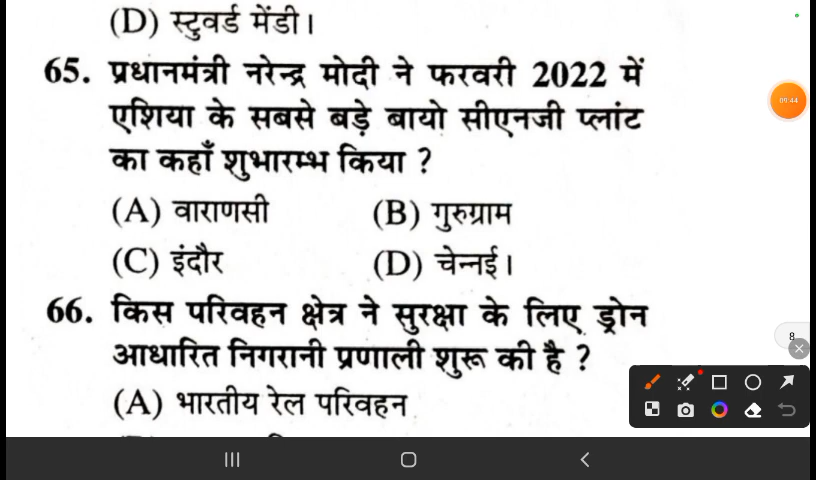 (D) स्टुवर्ड मेंडी।
65. प्रधानमंत्री नरेन्द्र मोदी ने फरवरी 2022 में
एशिया के सबसे बड़े बायो सीएनजी प्लांट
का कहाँ शुभारम्भ किया ?
(A) वाराणसी (B) गुरुग्राम
(C) इंदौर (D) चेन्नई।
66. किस परिवहन क्षेत्र ने सुरक्षा के लिए ड्रोन
आधारित निगरानी प्रणाली शुरू की है ?
(A) भारतीय रेल परिवहन
8